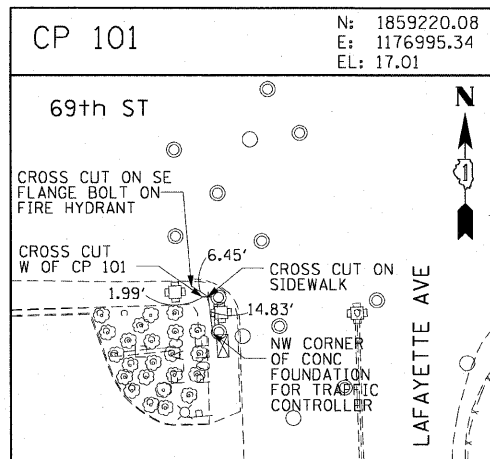 CP 101
N: 1859220.08
E: 1176995.34
EL: 17.01
69th ST
N
1
CROSS CUT ON SE
FLANGE BOLT ON
FIRE HYDRANT
CROSS CUT
W OF CP 101
6.45'
1.99'
CROSS CUT ON
SIDEWALK
14.83'
NW CORNER
OF CONC
FOUNDATION
FOR TRAFFIC
CONTROLLER
LAFAYETTE AVE